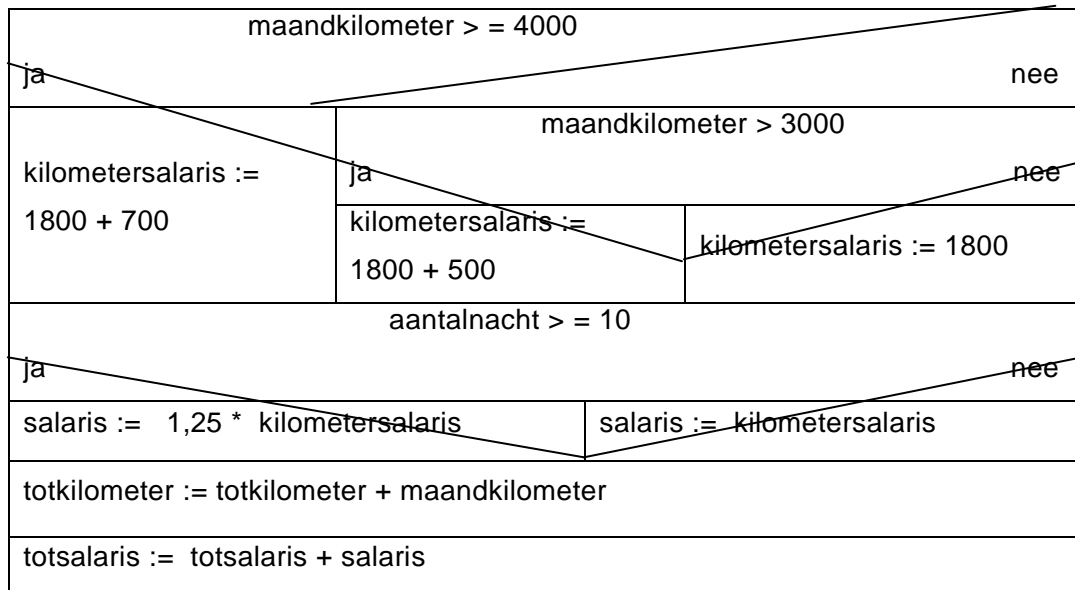 maandkilometer > = 4000
ja nee
kilometersalaris :=
1800 + 700
maandkilometer > 3000
ja nee
kilometersalaris :=
1800 + 500
kilometersalaris := 1800
aantalnacht > = 10
ja nee
salaris := 1,25 * kilometersalaris
salaris := kilometersalaris
totkilometer := totkilometer + maandkilometer
totsalaris := totsalaris + salaris